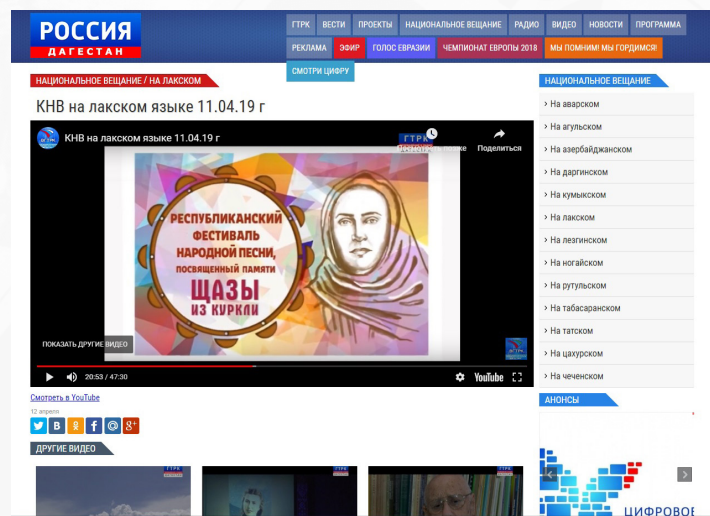 РОССИЯ
ДАГЕСТАН
ГТРК ВЕСТИ ПРОЕКТЫ НАЦИОНАЛЬНОЕ ВЕЩАНИЕ РАДИО ВИДЕО НОВОСТИ ПРОГРАММА
РЕКЛАМА ЭФИР ГОЛОС ЕВРАЗИИ ЧЕМПИОНАТ ЕВРОПЫ 2018 МЫ ПОМНИМ! МЫ ГОРДИМСЯ!
СМОТРИ ЦИФРУ
НАЦИОНАЛЬНОЕ ВЕЩАНИЕ / НА ЛАКСКОМ
КНВ на лакском языке 11.04.19 г
КНВ на лакском языке 11.04.19 г
ГТРК
Поделиться
РЕСПУБЛИКАНСКИЙ
ФЕСТИВАЛЬ
НАРОДНОЙ ПЕСНИ,
ПОСВЯЩЕННЫЙ ПАМЯТИ
ЩАЗЫ
ИЗ КУРКЛИ
ПОКАЗАТЬ ДРУГИЕ ВИДЕО
20:53 / 47:30
YouTube
Смотреть в YouTube
12 апреля
ДРУГИЕ ВИДЕО
ГТРК
ГТРК
ГТРК
НАЦИОНАЛЬНОЕ ВЕЩАНИЕ
На аварском
На агульском
На азербайджанском
На даргинском
На кумыкском
На лакском
На лезгинском
На ногайском
На рутульском
На табасаранском
На татском
На цахурском
На чеченском
АНОНСЫ
ЦИФРОВОЕ